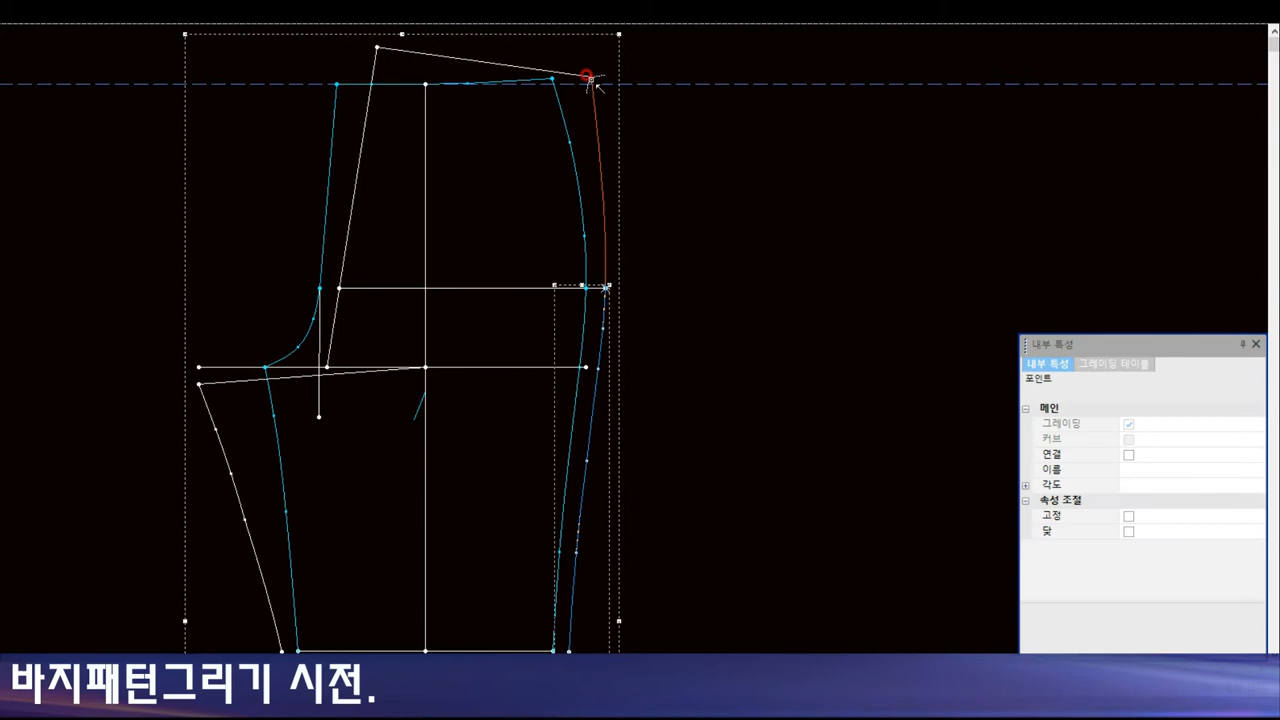 내부 특성
내부 특성 그레이딩 테이블
포인트
메인
그레이딩
커브
연결
이름
각도
속성 조절
고정
닻
바지패턴그리기 시전.